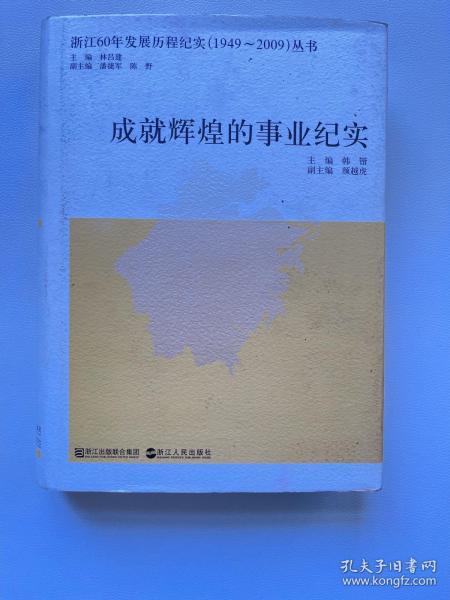 浙江60年发展历程纪实(1949～2009)丛书
主 编 林吕建
副主编 潘捷军 陈 野
成就辉煌的事业纪实
主 编 韩 锴
副主编 颜越虎
浙江出版联合集团 浙江人民出版社
孔夫子旧书网
www.kongfz.com